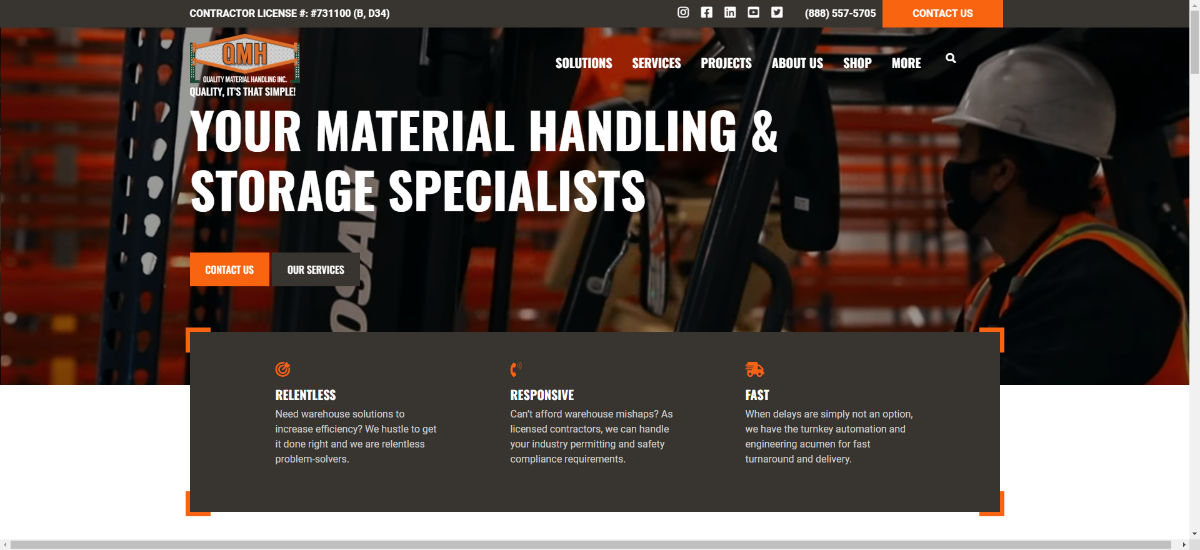 CONTRACTOR LICENSE #: #731100 (B, D34)
(888) 557-5705
CONTACT US
QMH
QUALITY MATERIAL HANDLING INC.
QUALITY, IT'S THAT SIMPLE!
SOLUTIONS SERVICES PROJECTS ABOUT US SHOP MORE
YOUR MATERIAL HANDLING &
STORAGE SPECIALISTS
CONTACT US
OUR SERVICES
RELENTLESS
Need warehouse solutions to
increase efficiency? We hustle to get
it done right and we are relentless
problem-solvers.
RESPONSIVE
Can't afford warehouse mishaps? As
licensed contractors, we can handle
your industry permitting and safety
compliance requirements.
FAST
When delays are simply not an option,
we have the turnkey automation and
engineering acumen for fast
turnaround and delivery.